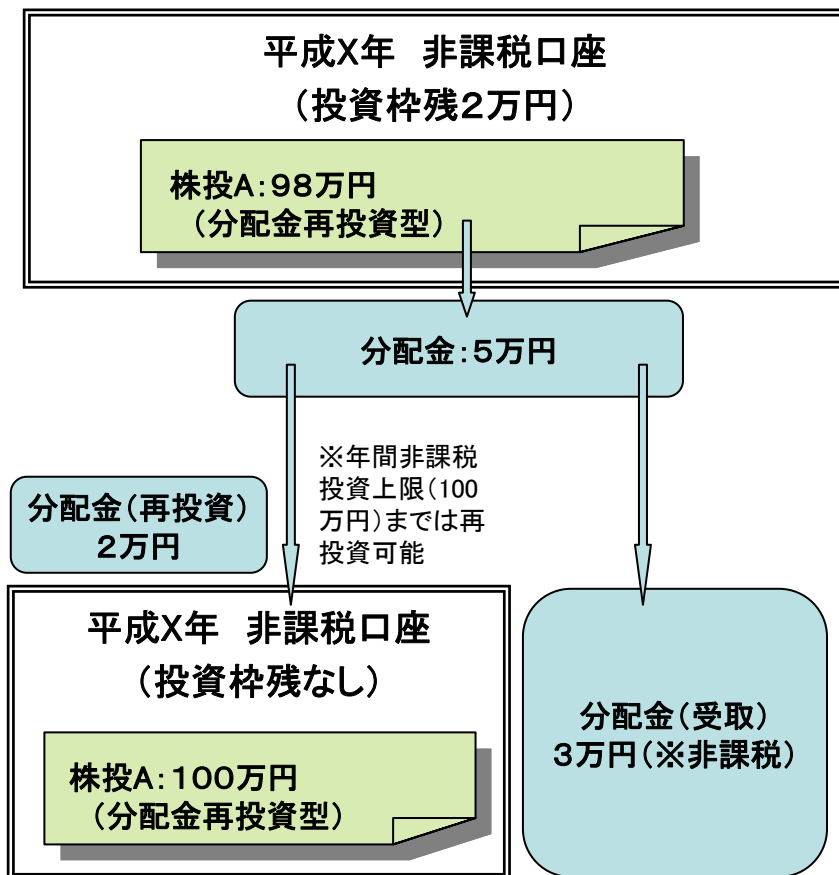 平成X年　非課税口座
（投資枠残２万円）
株投A：９８万円
（分配金再投資型）
分配金：５万円
※年間非課税
投資上限（100
万円）までは再
投資可能
分配金（再投資）
２万円
平成X年　非課税口座
（投資枠残なし）
株投A：１００万円
（分配金再投資型）
分配金（受取）
３万円（※非課税）